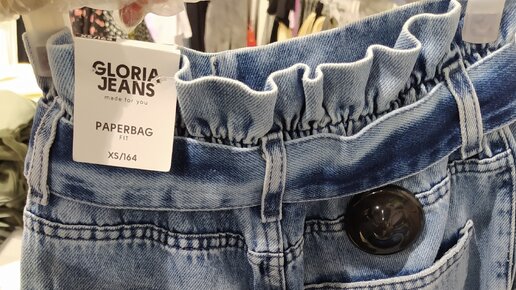 GLORIA
JEANS
made for you
PAPERBAG
FIT
XS/164